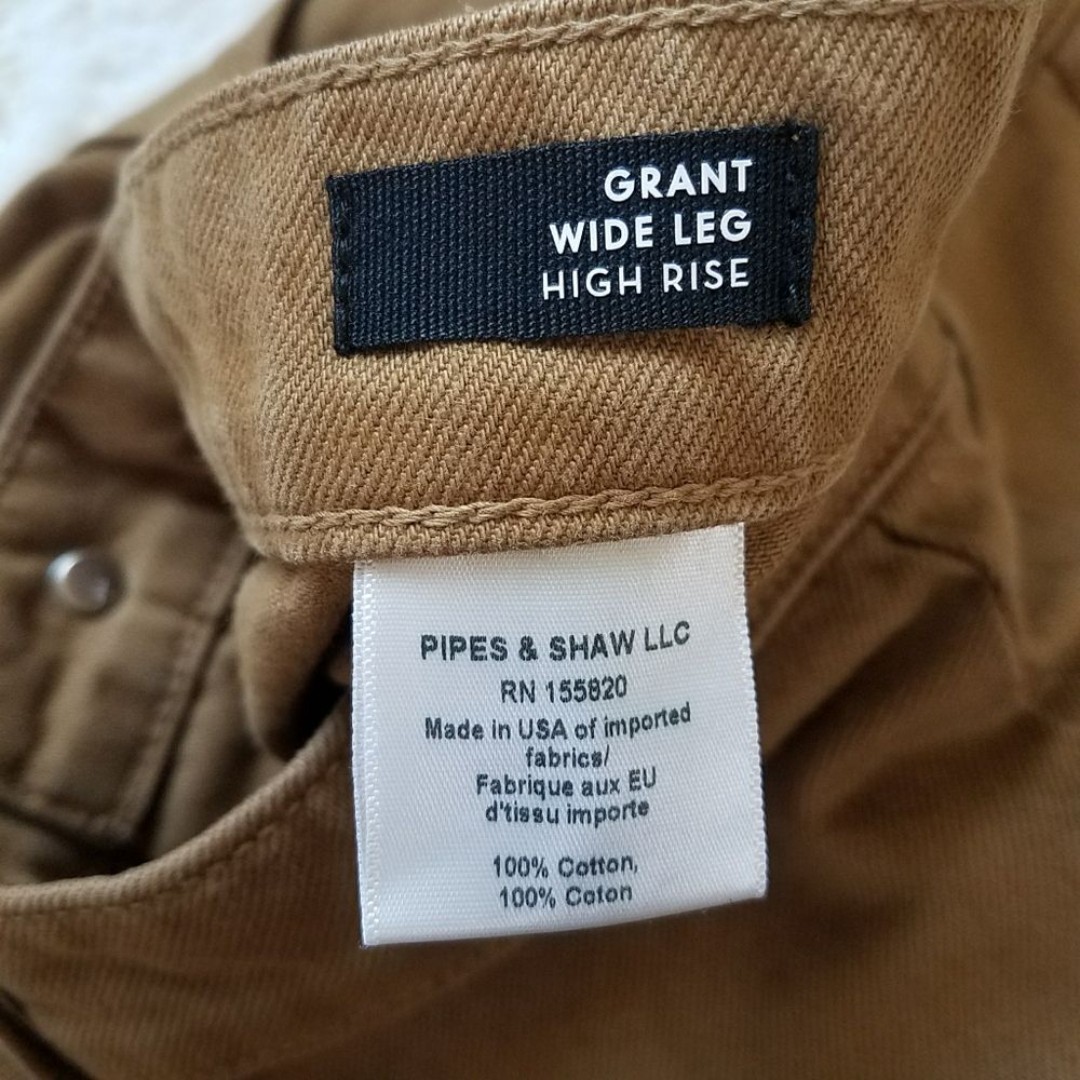 GRANT
WIDE LEG
HIGH RISE
PIPES & SHAW LLC
RN 155820
Made in USA of imported
fabrics/
Fabrique aux EU
d'tissu importe
100% Cotton,
100% Coton